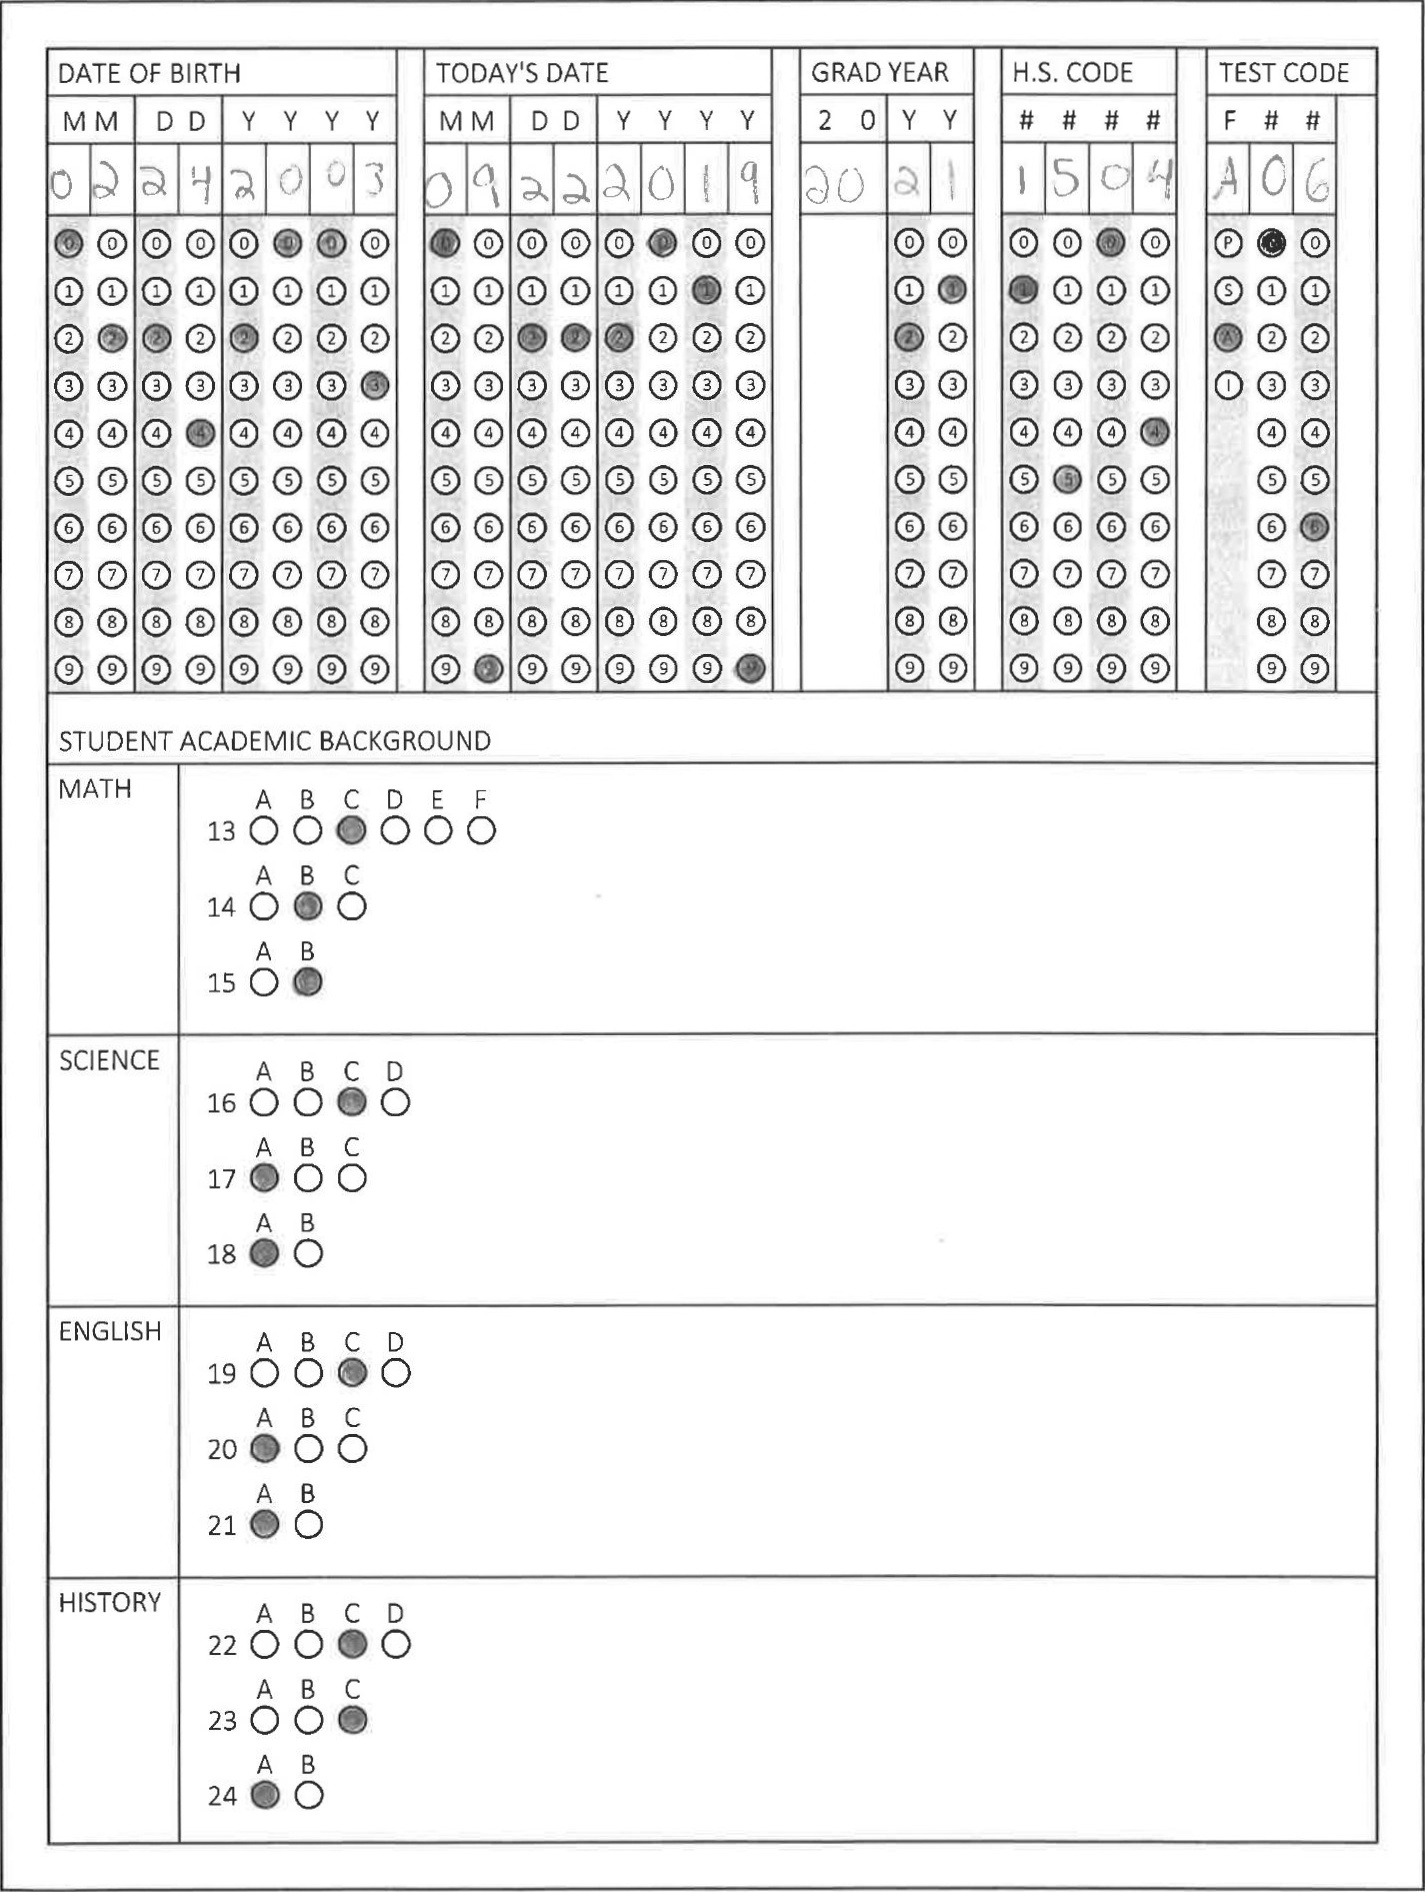 DATE OF BIRTH TODAY'S DATE GRAD YEAR H.S. CODE TEST CODE
M M D D Y Y Y Y M M D D Y Y Y Y 2 0 Y Y # # # # F # #
0 2 2 4 2 0 0 3 0 9 2 2 2 0 1 9 20 2 1 1 5 0 4 A 0 6
0 0 0 0 0 0 0 0 0 0 0 0 0 0 0 0 0 0 0 0 0 0 P 0 0
1 1 1 1 1 1 1 1 1 1 1 1 1 1 1 1 1 1 1 1 1 1 S 1 1
2 2 2 2 2 2 2 2 2 2 2 2 2 2 2 2 2 2 2 2 2 2 A 2 2
3 3 3 3 3 3 3 3 3 3 3 3 3 3 3 3 3 3 3 3 3 3 I 3 3
4 4 4 4 4 4 4 4 4 4 4 4 4 4 4 4 4 4 4 4 4 4 4 4
5 5 5 5 5 5 5 5 5 5 5 5 5 5 5 5 5 5 5 5 5 5 5 5
6 6 6 6 6 6 6 6 6 6 6 6 6 6 6 6 6 6 6 6 6 6 6 6
7 7 7 7 7 7 7 7 7 7 7 7 7 7 7 7 7 7 7 7 7 7 7 7
8 8 8 8 8 8 8 8 8 8 8 8 8 8 8 8 8 8 8 8 8 8 8 8
9 9 9 9 9 9 9 9 9 9 9 9 9 9 9 9 9 9 9 9 9 9 9 9
STUDENT ACADEMIC BACKGROUND
MATH
A B C D E F
13
A B C
14
A B
15
SCIENCE
A B C D
16
A B C
17
A B
18
ENGLISH
A B C D
19
A B C
20
A B
21
HISTORY
A B C D
22
A B C
23
A B
24